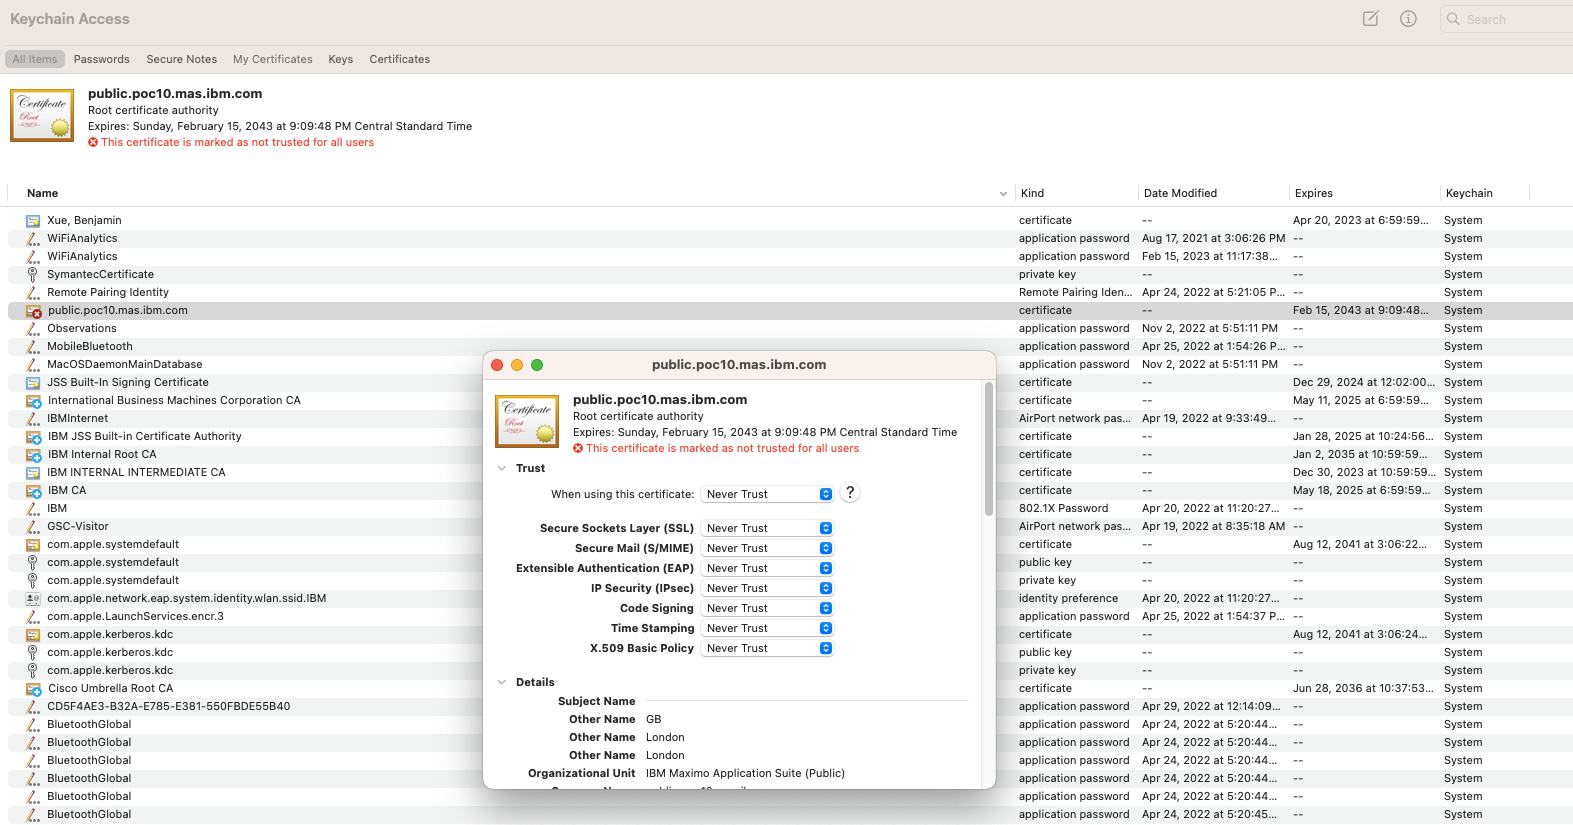 Keychain Access
Search
All Items Passwords Secure Notes My Certificates Keys Certificates
Certificate
Root
public.poc10.mas.ibm.com
Root certificate authority
Expires: Sunday, February 15, 2043 at 9:09:48 PM Central Standard Time
This certificate is marked as not trusted for all users
Name Kind Date Modified Expires Keychain
Xue, Benjamin certificate -- Apr 20, 2023 at 6:59:59... System
WiFiAnalytics application password Aug 17, 2021 at 3:06:26 PM -- System
WiFiAnalytics application password Feb 15, 2023 at 11:17:38... -- System
SymantecCertificate private key -- -- System
Remote Pairing Identity Remote Pairing Iden... Apr 24, 2022 at 5:21:05 P... -- System
public.poc10.mas.ibm.com certificate -- Feb 15, 2043 at 9:09:48... System
Observations application password Nov 2, 2022 at 5:51:11 PM -- System
MobileBluetooth application password Apr 25, 2022 at 1:54:26 P... -- System
MacOSDaemonMainDatabase application password Nov 2, 2022 at 5:51:11 PM -- System
JSS Built-In Signing Certificate certificate -- Dec 29, 2024 at 12:02:00... System
International Business Machines Corporation CA certificate -- May 11, 2025 at 6:59:59... System
IBMInternet AirPort network pas... Apr 19, 2022 at 9:33:49... -- System
IBM JSS Built-in Certificate Authority certificate -- Jan 28, 2025 at 10:24:56... System
IBM Internal Root CA certificate -- Jan 2, 2035 at 10:59:59... System
IBM INTERNAL INTERMEDIATE CA certificate -- Dec 30, 2023 at 10:59:59... System
IBM CA certificate -- May 18, 2025 at 6:59:59... System
IBM 802.1X Password Apr 20, 2022 at 11:20:27... -- System
GSC-Visitor AirPort network pas... Apr 19, 2022 at 8:35:18 AM -- System
com.apple.systemdefault certificate -- Aug 12, 2041 at 3:06:22... System
com.apple.systemdefault public key -- -- System
com.apple.systemdefault private key -- -- System
com.apple.network.eap.system.identity.wlan.ssid.IBM identity preference Apr 20, 2022 at 11:20:27... -- System
com.apple.LaunchServices.encr.3 application password Apr 25, 2022 at 1:54:37 P... -- System
com.apple.kerberos.kdc certificate -- Aug 12, 2041 at 3:06:24... System
com.apple.kerberos.kdc public key -- -- System
com.apple.kerberos.kdc private key -- -- System
Cisco Umbrella Root CA certificate -- Jun 28, 2036 at 10:37:53... System
CD5F4AE3-B32A-E785-E381-550FBDE55B40 application password Apr 29, 2022 at 12:14:09... -- System
BluetoothGlobal application password Apr 24, 2022 at 5:20:44... -- System
BluetoothGlobal application password Apr 24, 2022 at 5:20:44... -- System
BluetoothGlobal application password Apr 24, 2022 at 5:20:44... -- System
BluetoothGlobal application password Apr 24, 2022 at 5:20:44... -- System
BluetoothGlobal application password Apr 24, 2022 at 5:20:44... -- System
BluetoothGlobal application password Apr 24, 2022 at 5:20:45... -- System
public.poc10.mas.ibm.com
Certificate
Root
public.poc10.mas.ibm.com
Root certificate authority
Expires: Sunday, February 15, 2043 at 9:09:48 PM Central Standard Time
This certificate is marked as not trusted for all users
Trust
When using this certificate: Never Trust ?
Secure Sockets Layer (SSL) Never Trust
Secure Mail (S/MIME) Never Trust
Extensible Authentication (EAP) Never Trust
IP Security (IPsec) Never Trust
Code Signing Never Trust
Time Stamping Never Trust
X.509 Basic Policy Never Trust
Details
Subject Name
Other Name GB
Other Name London
Other Name London
Organizational Unit IBM Maximo Application Suite (Public)